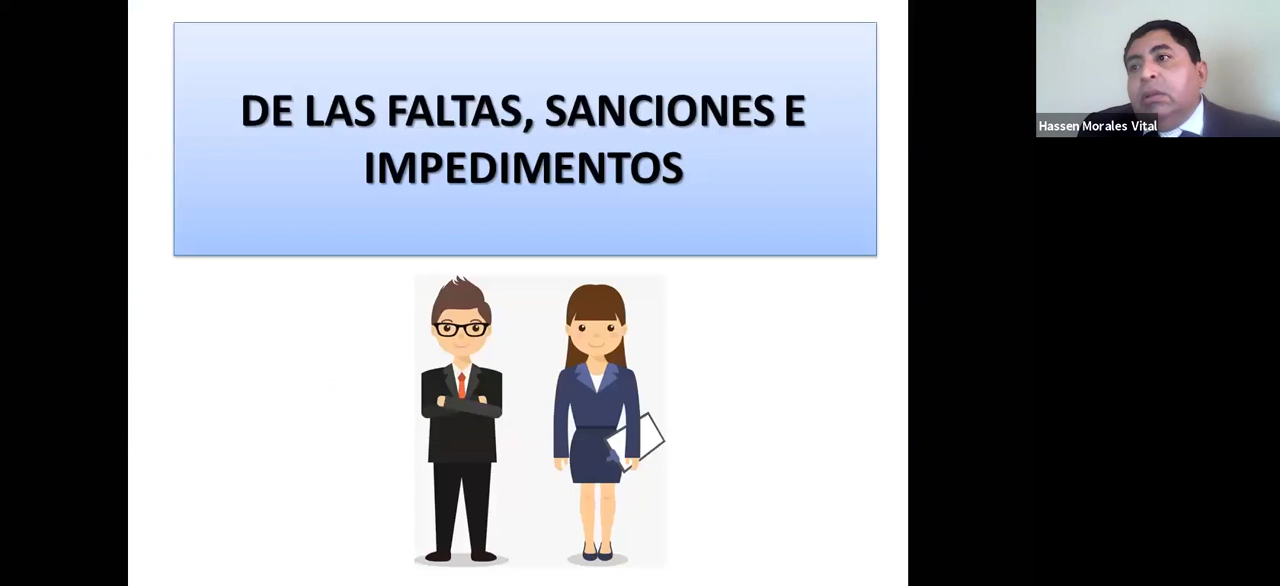 DE LAS FALTAS, SANCIONES E
IMPEDIMENTOS
Hassen Morales Vital